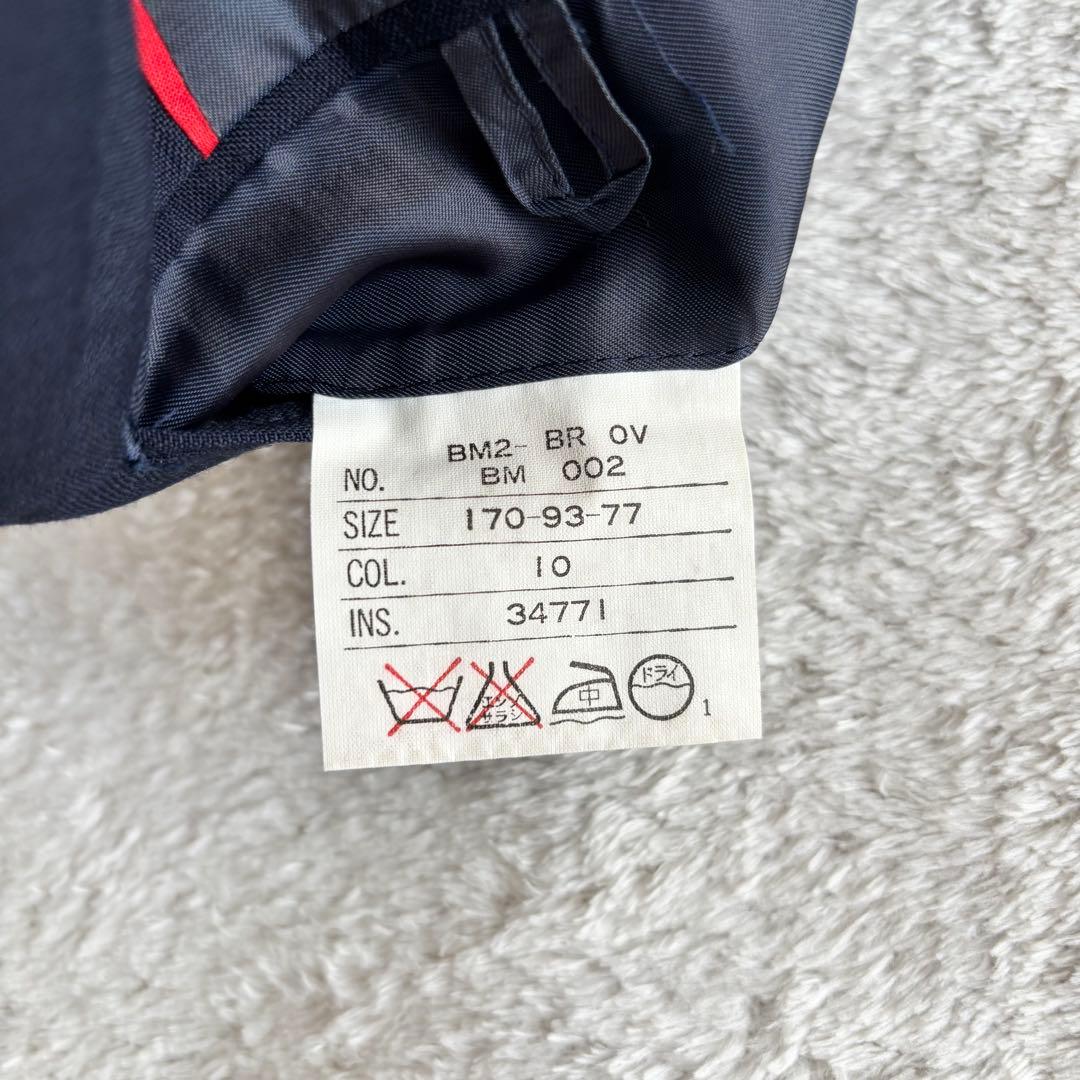 BM2- BR OV
NO. BM 002
SIZE 170-93-77
COL. 10
INS. 34771
エンソ
サラシ
中
ドライ
1